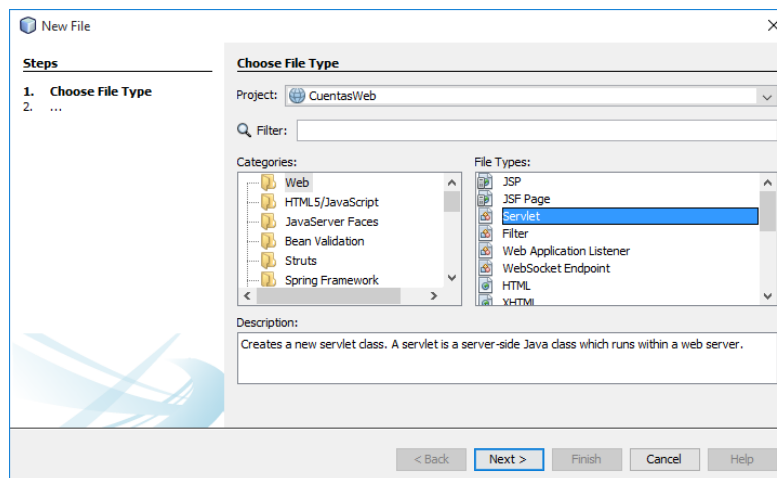 New File
Steps
1. Choose File Type
2. ...
Choose File Type
Project: CuentasWeb
Filter:
Categories:
Web
HTML5/JavaScript
JavaServer Faces
Bean Validation
Struts
Spring Framework
File Types:
JSP
JSF Page
Servlet
Filter
Web Application Listener
WebSocket Endpoint
HTML
XHTML
Description:
Creates a new servlet class. A servlet is a server-side Java class which runs within a web server.
< Back
Next >
Finish
Cancel
Help